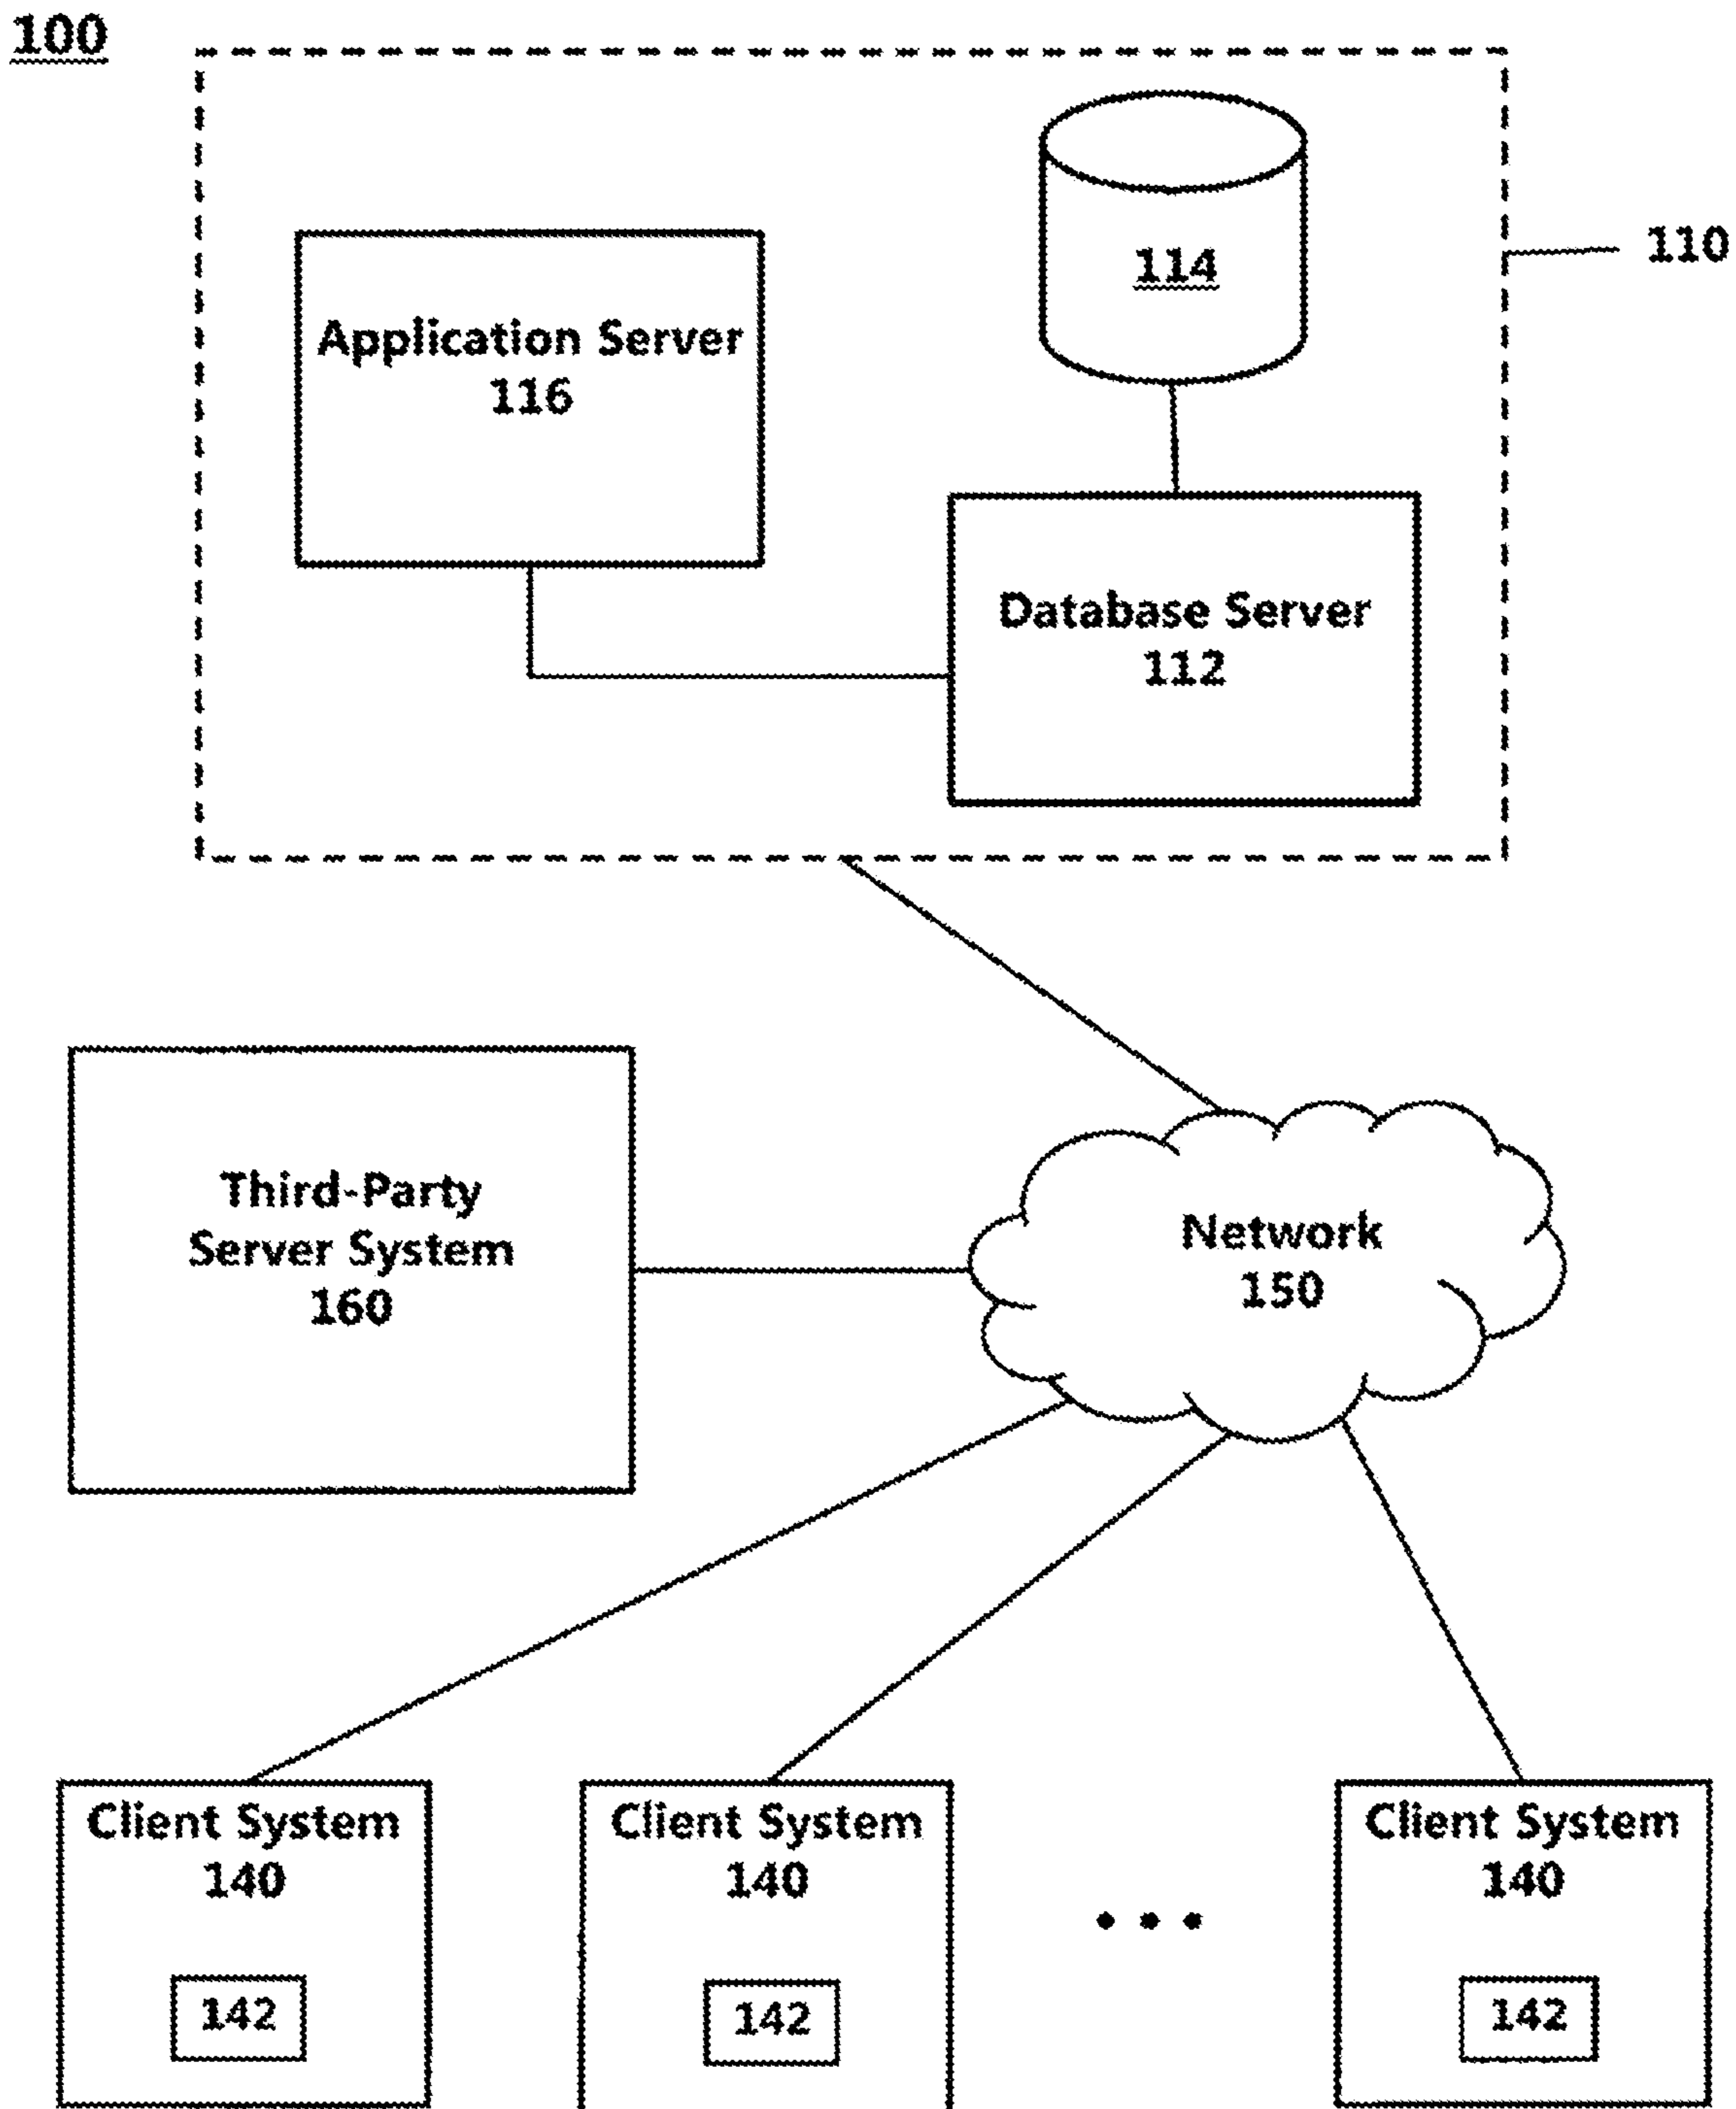 100
114
110
Application Server
116
Database Server
112
Third-Party
Server System
160
Network
150
Client System
140
142
Client System
140
142
Client System
140
142